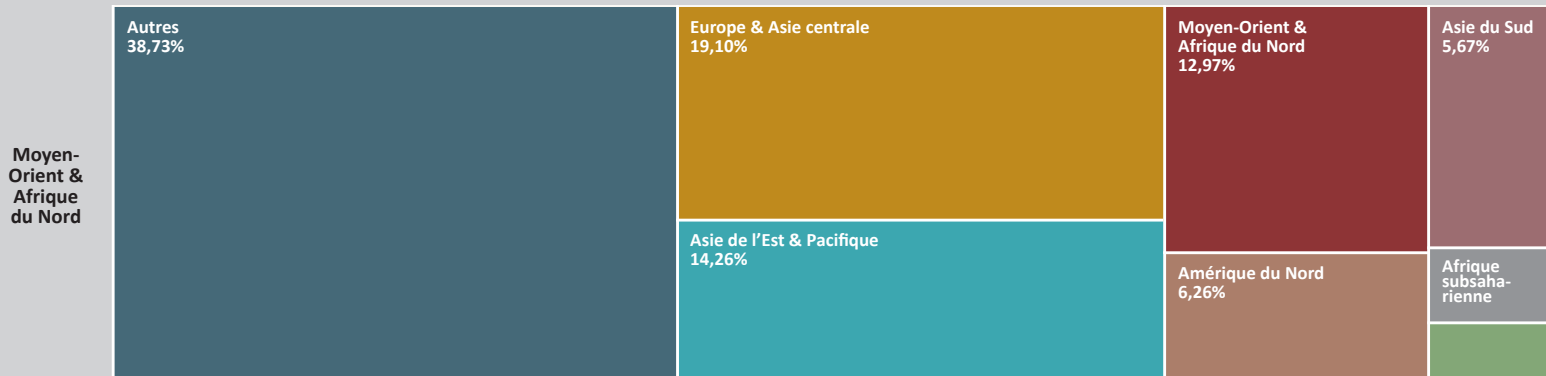 Moyen-
Orient &
Afrique
du Nord
Autres
38,73%
Europe & Asie centrale
19,10%
Asie de l’Est & Pacifique
14,26%
Moyen-Orient &
Afrique du Nord
12,97%
Amérique du Nord
6,26%
Asie du Sud
5,67%
Afrique
subsaha-
rienne